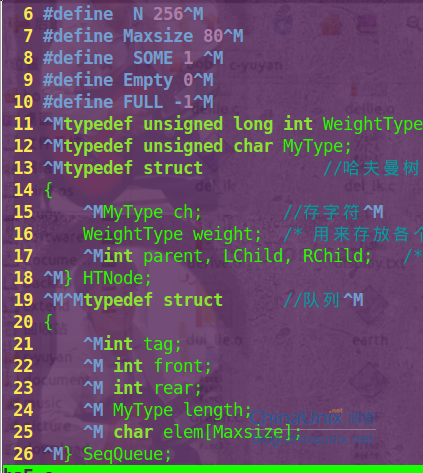 6 #define  N 256^M
7 #define Maxsize 80^M
8 #define  SOME 1 ^M
9 #define Empty 0^M
10 #define FULL -1^M
11 ^Mtypedef unsigned long int WeightType
12 ^Mtypedef unsigned char MyType;
13 ^Mtypedef struct            //哈夫曼树
14 {
15     ^MMyType ch;        //存字符^M
16     WeightType weight;  /* 用来存放各个
17     ^Mint parent, LChild, RChild;   /*
18 ^M} HTNode;
19 ^M^Mtypedef struct      //队列^M
20 {
21     ^Mint tag;
22     ^M int front;
23     ^M int rear;
24     ^M MyType length;
25     ^M char elem[Maxsize];
26 ^M} SeqQueue;
ChinaUnix